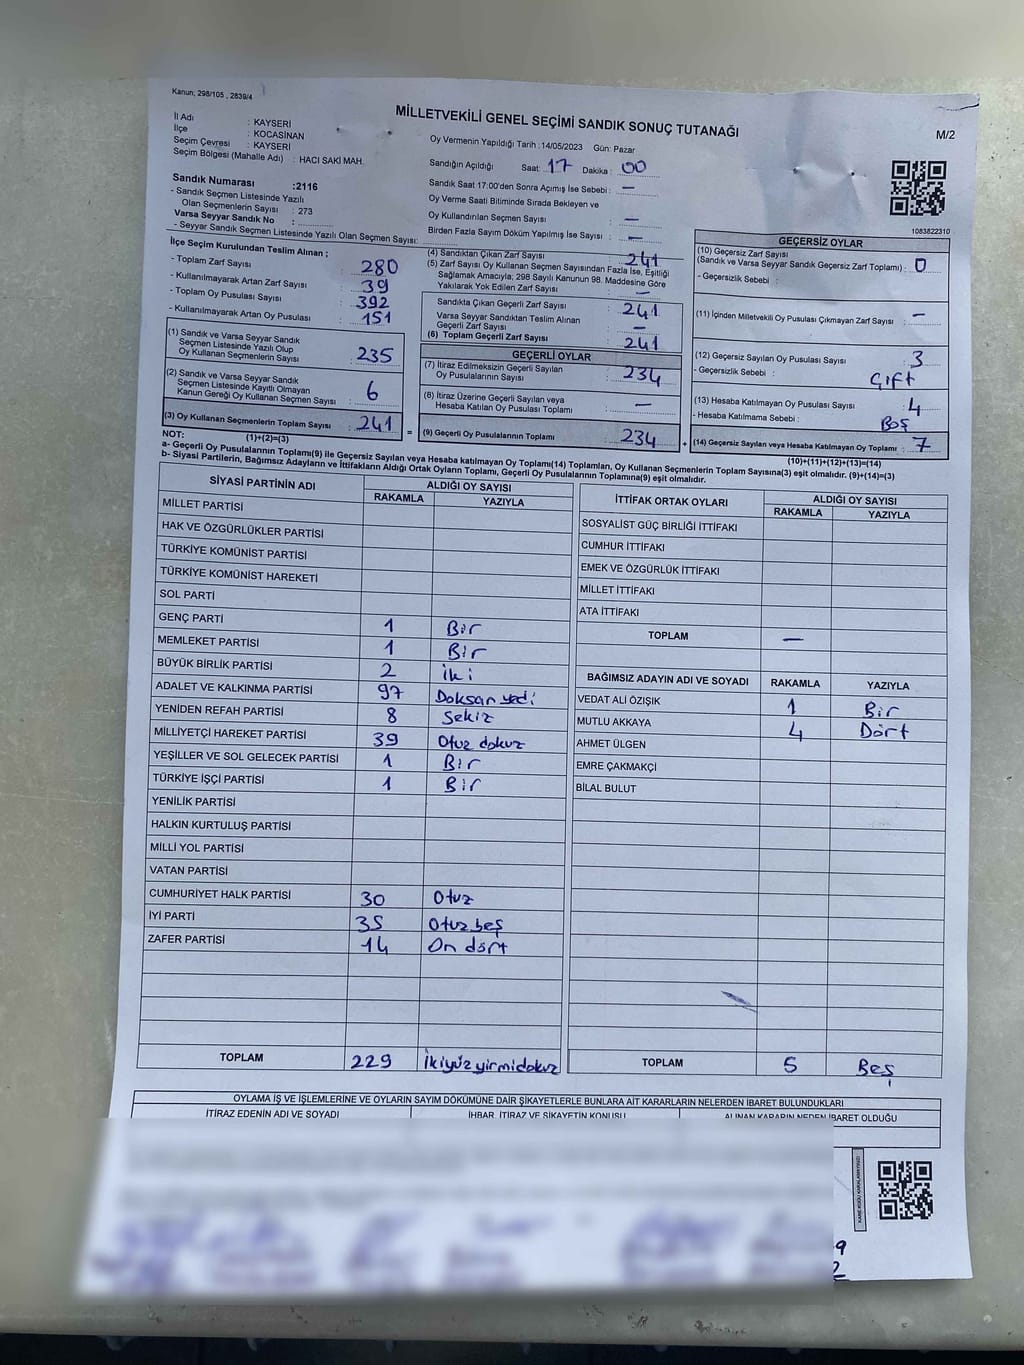 Kanun: 298/105 , 2839/4
MİLLETVEKİLİ GENEL SEÇİMİ SANDIK SONUÇ TUTANAĞI
M/2
İl Adı : KAYSERİ
İlçe : KOCASİNAN
Seçim Çevresi : KAYSERİ
Seçim Bölgesi (Mahalle Adı) : HACI SAKİ MAH.
Sandık Numarası :2116
- Sandık Seçmen Listesinde Yazılı
Olan Seçmenlerin Sayısı : 273
Varsa Seyyar Sandık No :
- Seyyar Sandık Seçmen Listesinde Yazılı Olan Seçmen Sayısı:
Oy Vermenin Yapıldığı Tarih :14/05/2023 Gün: Pazar
Sandığın Açıldığı Saat: 17 Dakika : 00
Sandık Saat 17:00'den Sonra Açımış İse Sebebi : —
Oy Verme Saati Bitiminde Sırada Bekleyen ve
Oy Kullandırılan Seçmen Sayısı : —
Birden Fazla Sayım Döküm Yapılmış İse Sayısı : —
1083822310
İlçe Seçim Kurulundan Teslim Alınan ;
- Toplam Zarf Sayısı : 280
- Kullanılmayarak Artan Zarf Sayısı : 39
- Toplam Oy Pusulası Sayısı : 392
- Kullanılmayarak Artan Oy Pusulası : 151
(1) Sandık ve Varsa Seyyar Sandık
Seçmen Listesinde Yazılı Olup
Oy Kullanan Seçmenlerin Sayısı : 235
(2) Sandık ve Varsa Seyyar Sandık
Seçmen Listesinde Kayıtlı Olmayan
Kanun Gereği Oy Kullanan Seçmen Sayısı : 6
(3) Oy Kullanan Seçmenlerin Toplam Sayısı : 241
(1)+(2)=(3)
(4) Sandıktan Çıkan Zarf Sayısı : 241
(5) Zarf Sayısı Oy Kullanan Seçmen Sayısından Fazla İse, Eşitliği
Sağlamak Amacıyla; 298 Sayılı Kanunun 98. Maddesine Göre
Yakılarak Yok Edilen Zarf Sayısı : —
Sandıkta Çıkan Geçerli Zarf Sayısı : 241
Varsa Seyyar Sandıktan Teslim Alınan
Geçerli Zarf Sayısı : —
(6) Toplam Geçerli Zarf Sayısı : 241
GEÇERLİ OYLAR
(7) İtiraz Edilmeksizin Geçerli Sayılan
Oy Pusulalarının Sayısı : 234
(8) İtiraz Üzerine Geçerli Sayılan veya
Hesaba Katılan Oy Pusulası Toplamı : —
= (9) Geçerli Oy Pusulalarının Toplamı : 234 +
GEÇERSİZ OYLAR
(10) Geçersiz Zarf Sayısı
(Sandık ve Varsa Seyyar Sandık Geçersiz Zarf Toplamı) : 0
- Geçersizlik Sebebi :
(11) İçinden Milletvekili Oy Pusulası Çıkmayan Zarf Sayısı : —
(12) Geçersiz Sayılan Oy Pusulası Sayısı : 3
- Geçersizlik Sebebi : Çift
(13) Hesaba Katılmayan Oy Pusulası Sayısı : 4
- Hesaba Katılmama Sebebi : Boş
(14) Geçersiz Sayılan veya Hesaba Katılmayan Oy Toplamı : 7
(10)+(11)+(12)+(13)=(14)
NOT:
a- Geçerli Oy Pusulalarının Toplamı(9) ile Geçersiz Sayılan veya Hesaba katılmayan Oy Toplamı(14) Toplamları, Oy Kullanan Seçmenlerin Toplam Sayısına(3) eşit olmalıdır. (9)+(14)=(3)
b- Siyasi Partilerin, Bağımsız Adayların ve İttifakların Aldığı Ortak Oyların Toplamı, Geçerli Oy Pusulalarının Toplamına(9) eşit olmalıdır.
SİYASİ PARTİNİN ADI ALDIĞI OY SAYISI
RAKAMLA YAZIYLA
MİLLET PARTİSİ
HAK VE ÖZGÜRLÜKLER PARTİSİ
TÜRKİYE KOMÜNİST PARTİSİ
TÜRKİYE KOMÜNİST HAREKETİ
SOL PARTİ
GENÇ PARTİ 1 Bir
MEMLEKET PARTİSİ 1 Bir
BÜYÜK BİRLİK PARTİSİ 2 iki
ADALET VE KALKINMA PARTİSİ 97 Doksan yedi
YENİDEN REFAH PARTİSİ 8 Sekiz
MİLLİYETÇİ HAREKET PARTİSİ 39 Otuz dokuz
YEŞİLLER VE SOL GELECEK PARTİSİ 1 Bir
TÜRKİYE İŞÇİ PARTİSİ 1 Bir
YENİLİK PARTİSİ
HALKIN KURTULUŞ PARTİSİ
MİLLİ YOL PARTİSİ
VATAN PARTİSİ
CUMHURİYET HALK PARTİSİ 30 Otuz
İYİ PARTİ 35 Otuz beş
ZAFER PARTİSİ 14 On dört
TOPLAM 229 İkiyüz yirmidokuz
İTTİFAK ORTAK OYLARI ALDIĞI OY SAYISI
RAKAMLA YAZIYLA
SOSYALİST GÜÇ BİRLİĞİ İTTİFAKI
CUMHUR İTTİFAKI
EMEK VE ÖZGÜRLÜK İTTİFAKI
MİLLET İTTİFAKI
ATA İTTİFAKI
TOPLAM —
BAĞIMSIZ ADAYIN ADI VE SOYADI RAKAMLA YAZIYLA
VEDAT ALİ ÖZIŞIK 1 Bir
MUTLU AKKAYA 4 Dört
AHMET ÜLGEN
EMRE ÇAKMAKÇİ
BİLAL BULUT
TOPLAM 5 Beş
OYLAMA İŞ VE İŞLEMLERİNE VE OYLARIN SAYIM DÖKÜMÜNE DAİR ŞİKAYETLERLE BUNLARA AİT KARARLARIN NELERDEN İBARET BULUNDUKLARI
İTİRAZ EDENİN ADI VE SOYADI İHBAR, İTİRAZ VE ŞİKAYETİN KONUSU ALINAN KARARIN NEDEN İBARET OLDUĞU